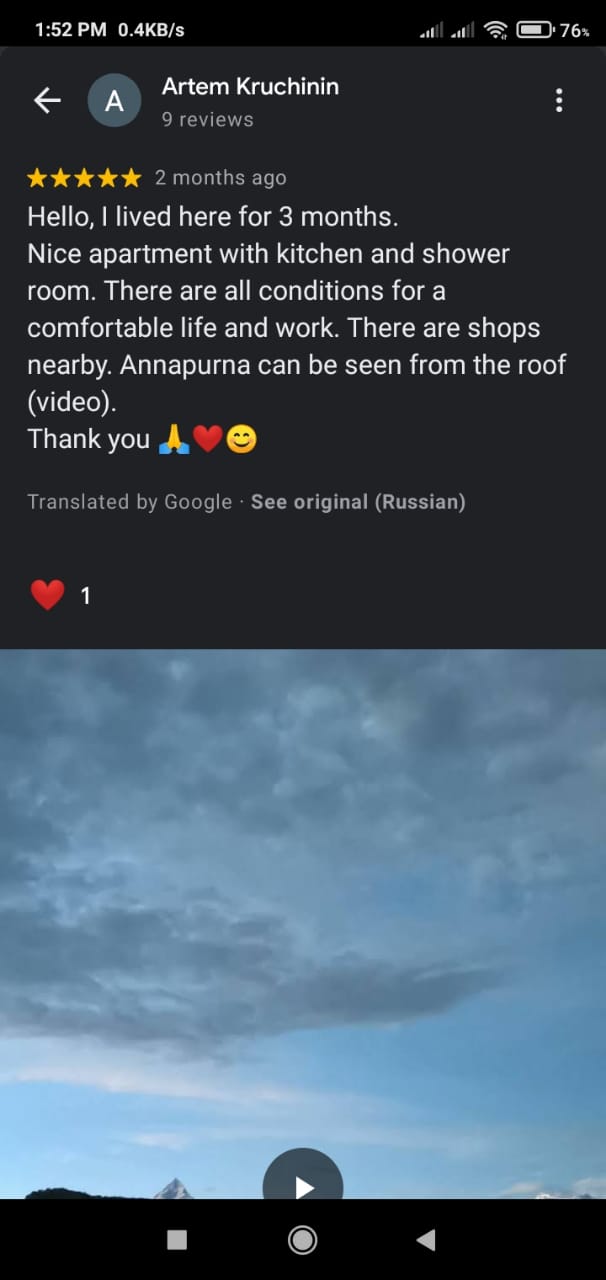 1:52 PM 0.4KB/s 76%
A
Artem Kruchinin
9 reviews
2 months ago
Hello, I lived here for 3 months.
Nice apartment with kitchen and shower
room. There are all conditions for a
comfortable life and work. There are shops
nearby. Annapurna can be seen from the roof
(video).
Thank you 🙏❤️😊
Translated by Google · See original (Russian)
❤️ 1